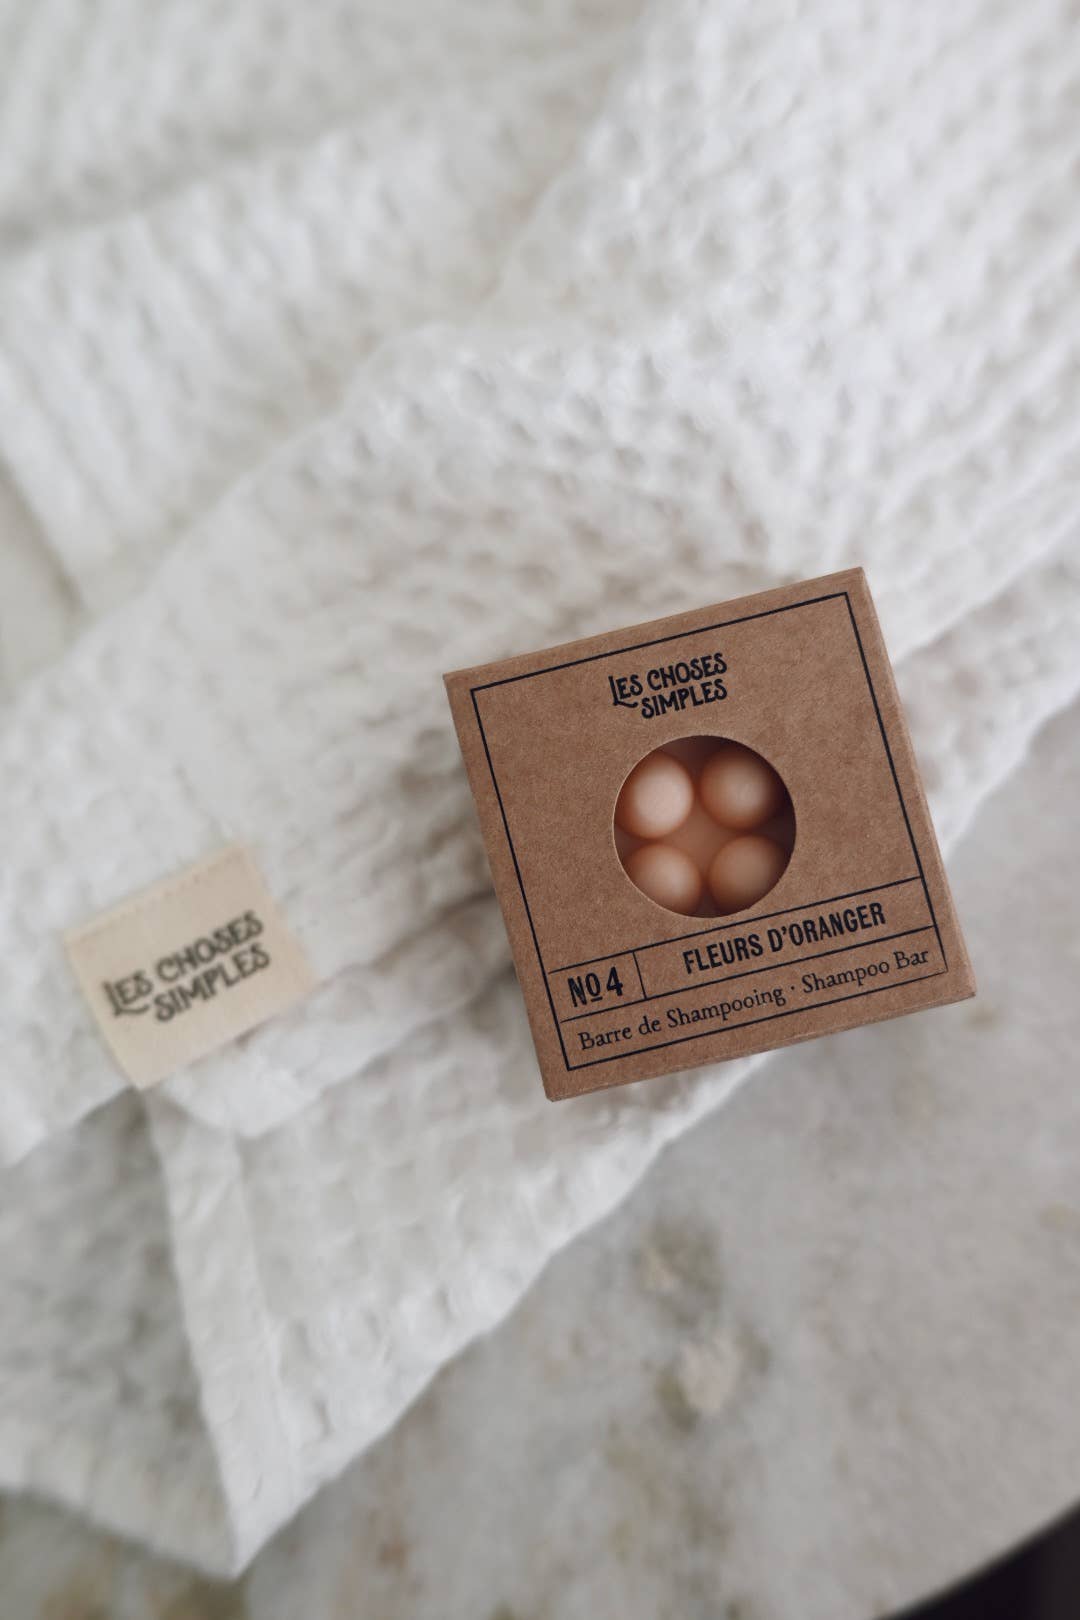 LES CHOSES
SIMPLES
Nº4
FLEURS D'ORANGER
Barre de Shampooing · Shampoo Bar
LES CHOSES
SIMPLES